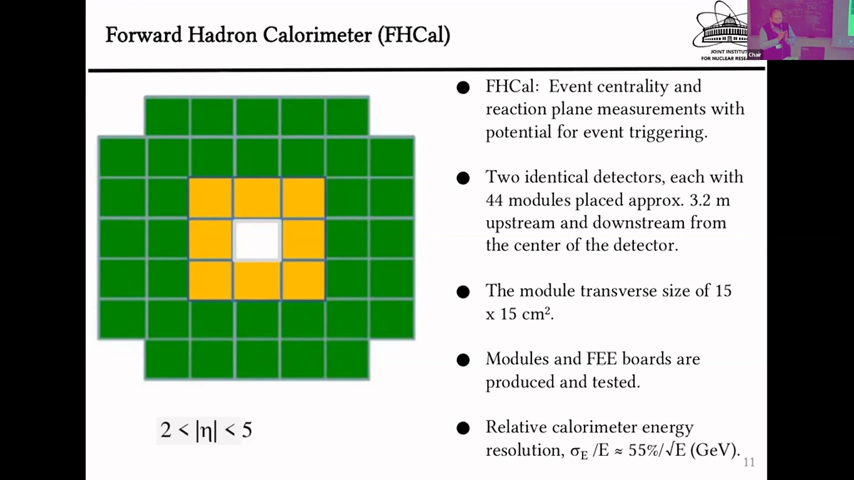 Forward Hadron Calorimeter (FHCal)
JOINT INSTITU
FOR NUCLEAR RESEA
Chair
● FHCal: Event centrality and
reaction plane measurements with
potential for event triggering.
● Two identical detectors, each with
44 modules placed approx. 3.2 m
upstream and downstream from
the center of the detector.
● The module transverse size of 15
x 15 cm².
● Modules and FEE boards are
produced and tested.
● Relative calorimeter energy
resolution, σE /E ≈ 55%/√E (GeV).
2 < |η| < 5
11